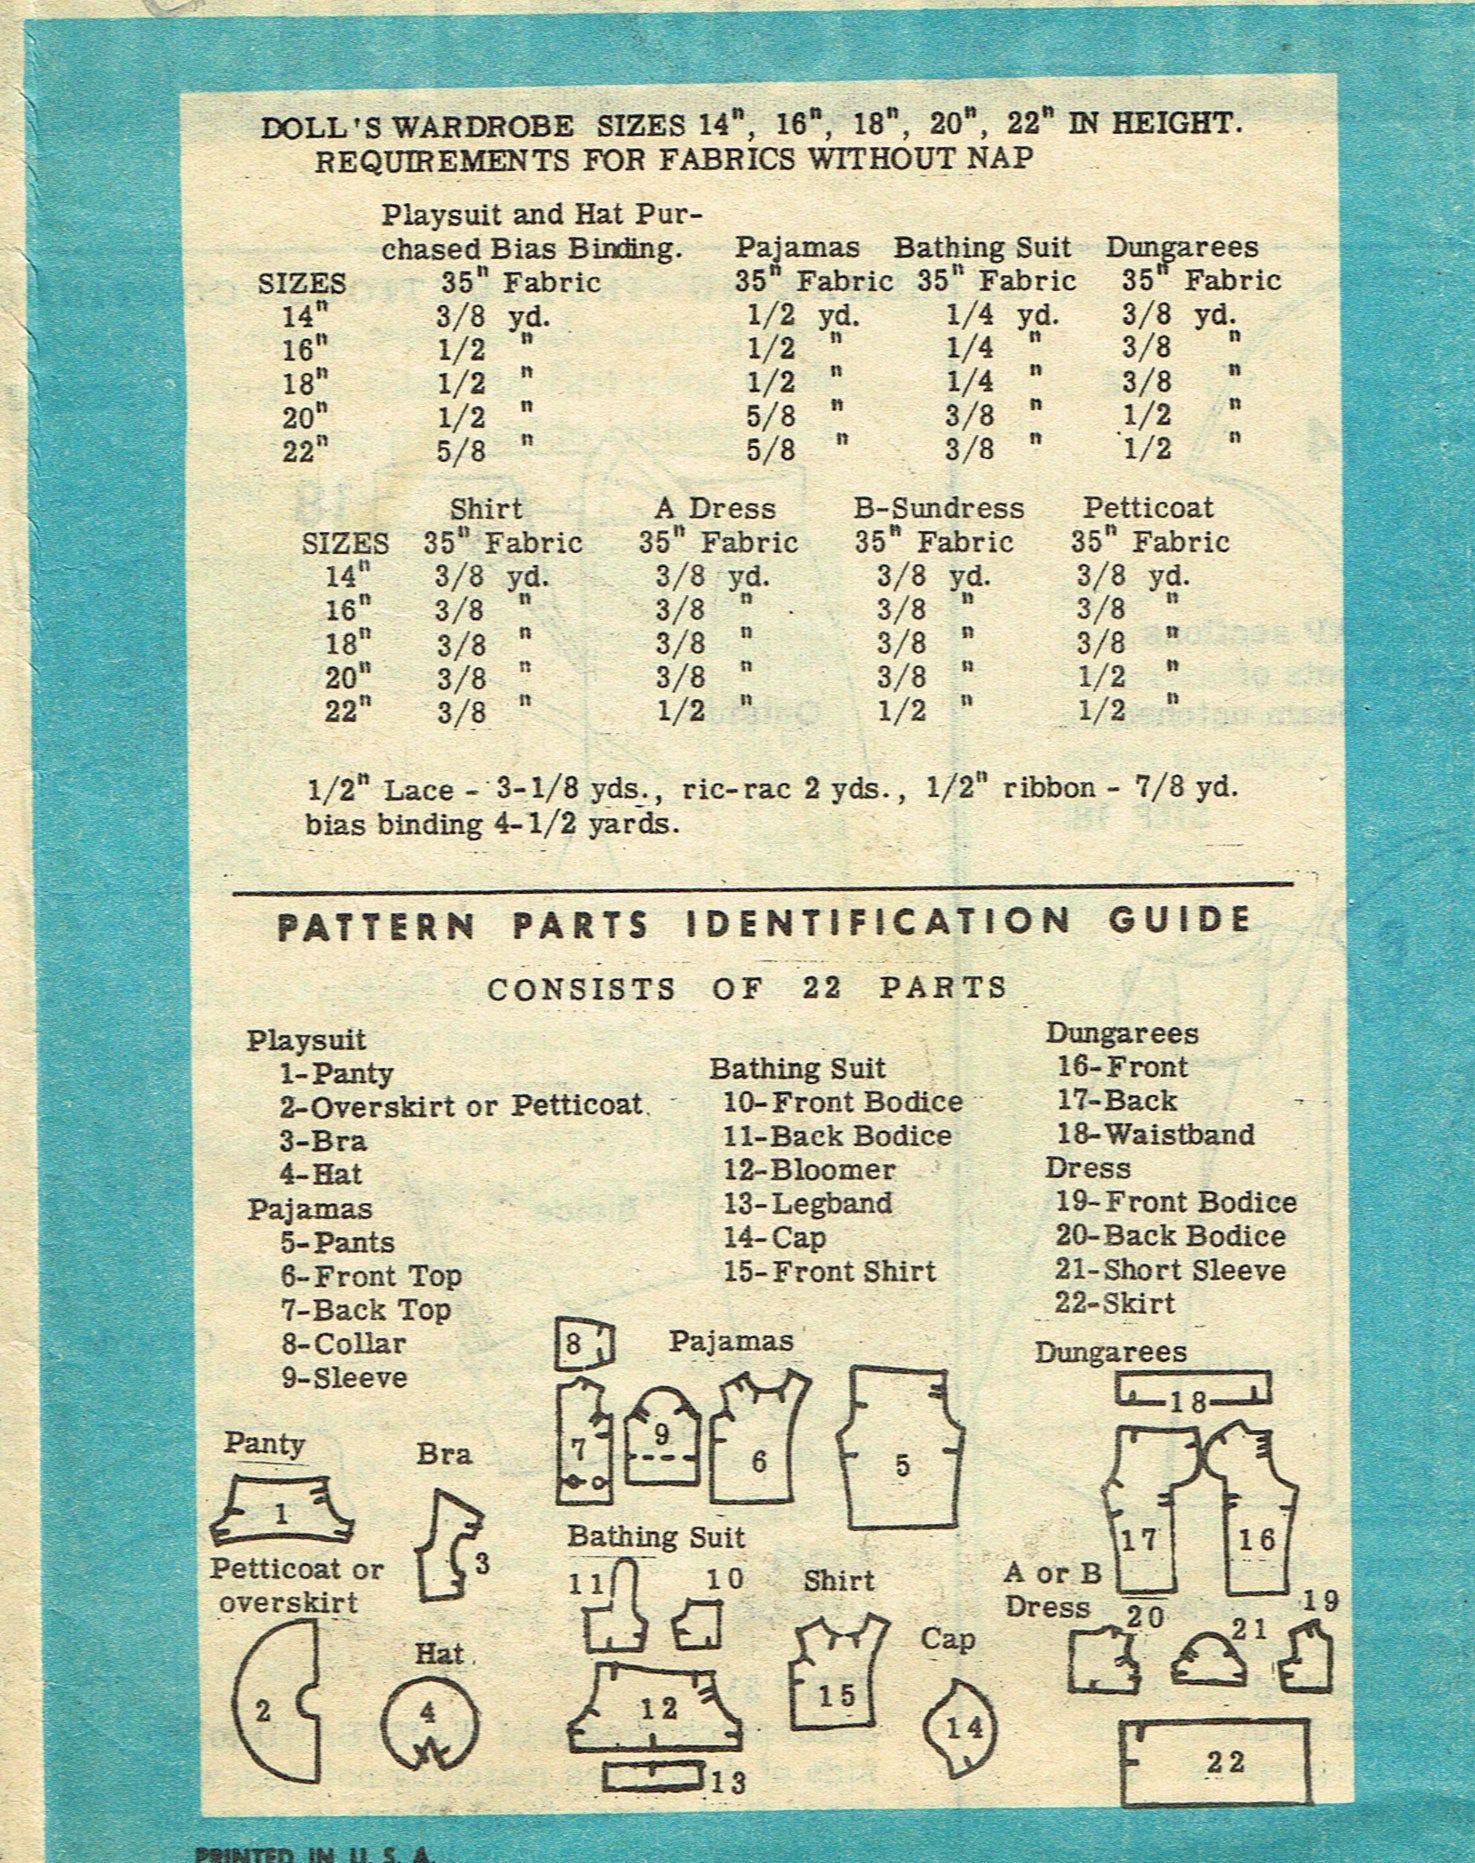 DOLL'S WARDROBE SIZES 14", 16", 18", 20", 22" IN HEIGHT.
REQUIREMENTS FOR FABRICS WITHOUT NAP
Playsuit and Hat Pur-
chased Bias Binding. Pajamas Bathing Suit Dungarees
SIZES 35" Fabric 35" Fabric 35" Fabric 35" Fabric
14" 3/8 yd. 1/2 yd. 1/4 yd. 3/8 yd.
16" 1/2 " 1/2 " 1/4 " 3/8 "
18" 1/2 " 1/2 " 1/4 " 3/8 "
20" 1/2 " 5/8 " 3/8 " 1/2 "
22" 5/8 " 5/8 " 3/8 " 1/2 "
Shirt A Dress B-Sundress Petticoat
SIZES 35" Fabric 35" Fabric 35" Fabric 35" Fabric
14" 3/8 yd. 3/8 yd. 3/8 yd. 3/8 yd.
16" 3/8 " 3/8 " 3/8 " 3/8 "
18" 3/8 " 3/8 " 3/8 " 3/8 "
20" 3/8 " 3/8 " 3/8 " 1/2 "
22" 3/8 " 1/2 " 1/2 " 1/2 "
1/2" Lace - 3-1/8 yds., ric-rac 2 yds., 1/2" ribbon - 7/8 yd.
bias binding 4-1/2 yards.
PATTERN PARTS IDENTIFICATION GUIDE
CONSISTS OF 22 PARTS
Playsuit
1-Panty
2-Overskirt or Petticoat
3-Bra
4-Hat
Pajamas
5-Pants
6-Front Top
7-Back Top
8-Collar
9-Sleeve
Bathing Suit
10-Front Bodice
11-Back Bodice
12-Bloomer
13-Legband
14-Cap
15-Front Shirt
Dungarees
16-Front
17-Back
18-Waistband
Dress
19-Front Bodice
20-Back Bodice
21-Short Sleeve
22-Skirt
Panty
1
Bra
3
Petticoat or
overskirt
2
Hat
4
Pajamas
8
7
9
6
5
Bathing Suit
11
10
12
13
Shirt
15
Cap
14
Dungarees
18
17
16
A or B
Dress
20
21
19
22
PRINTED IN U. S. A.